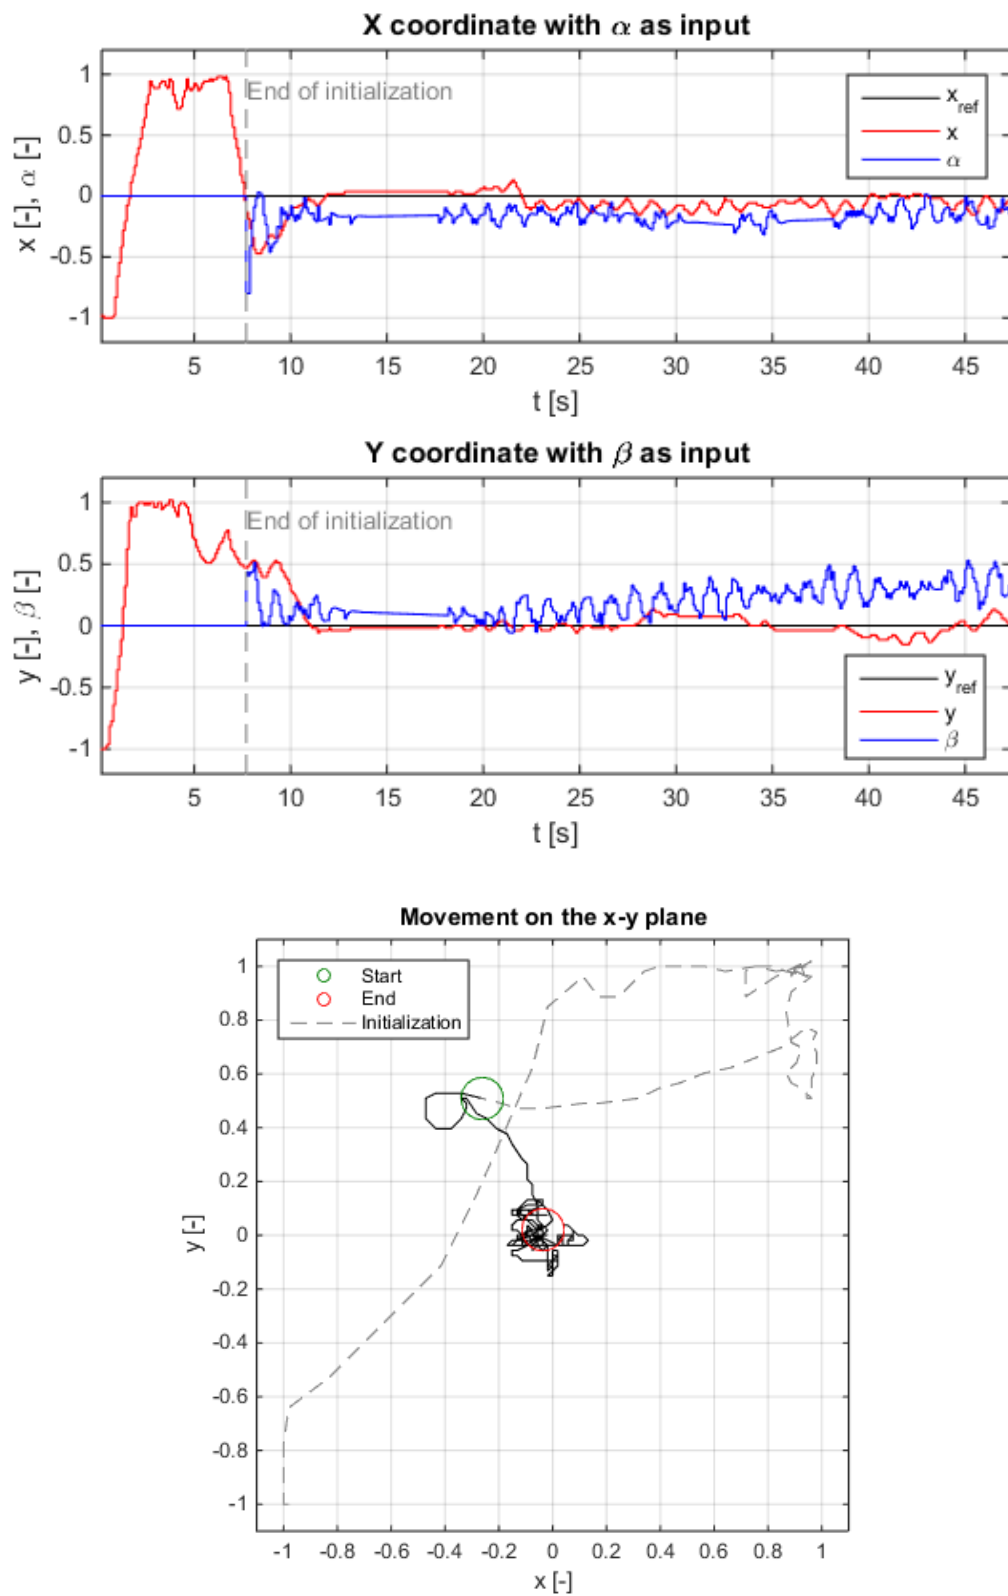 X coordinate with α as input
1
0.5
0
-0.5
-1
x [-], α [-]
End of initialization
x_ref
x
α
5 10 15 20 25 30 35 40 45
t [s]
Y coordinate with β as input
1
0.5
0
-0.5
-1
y [-], β [-]
End of initialization
y_ref
y
β
5 10 15 20 25 30 35 40 45
t [s]
Movement on the x-y plane
1
0.8
0.6
0.4
0.2
0
-0.2
-0.4
-0.6
-0.8
-1
y [-]
Start
End
Initialization
-1 -0.8 -0.6 -0.4 -0.2 0 0.2 0.4 0.6 0.8 1
x [-]